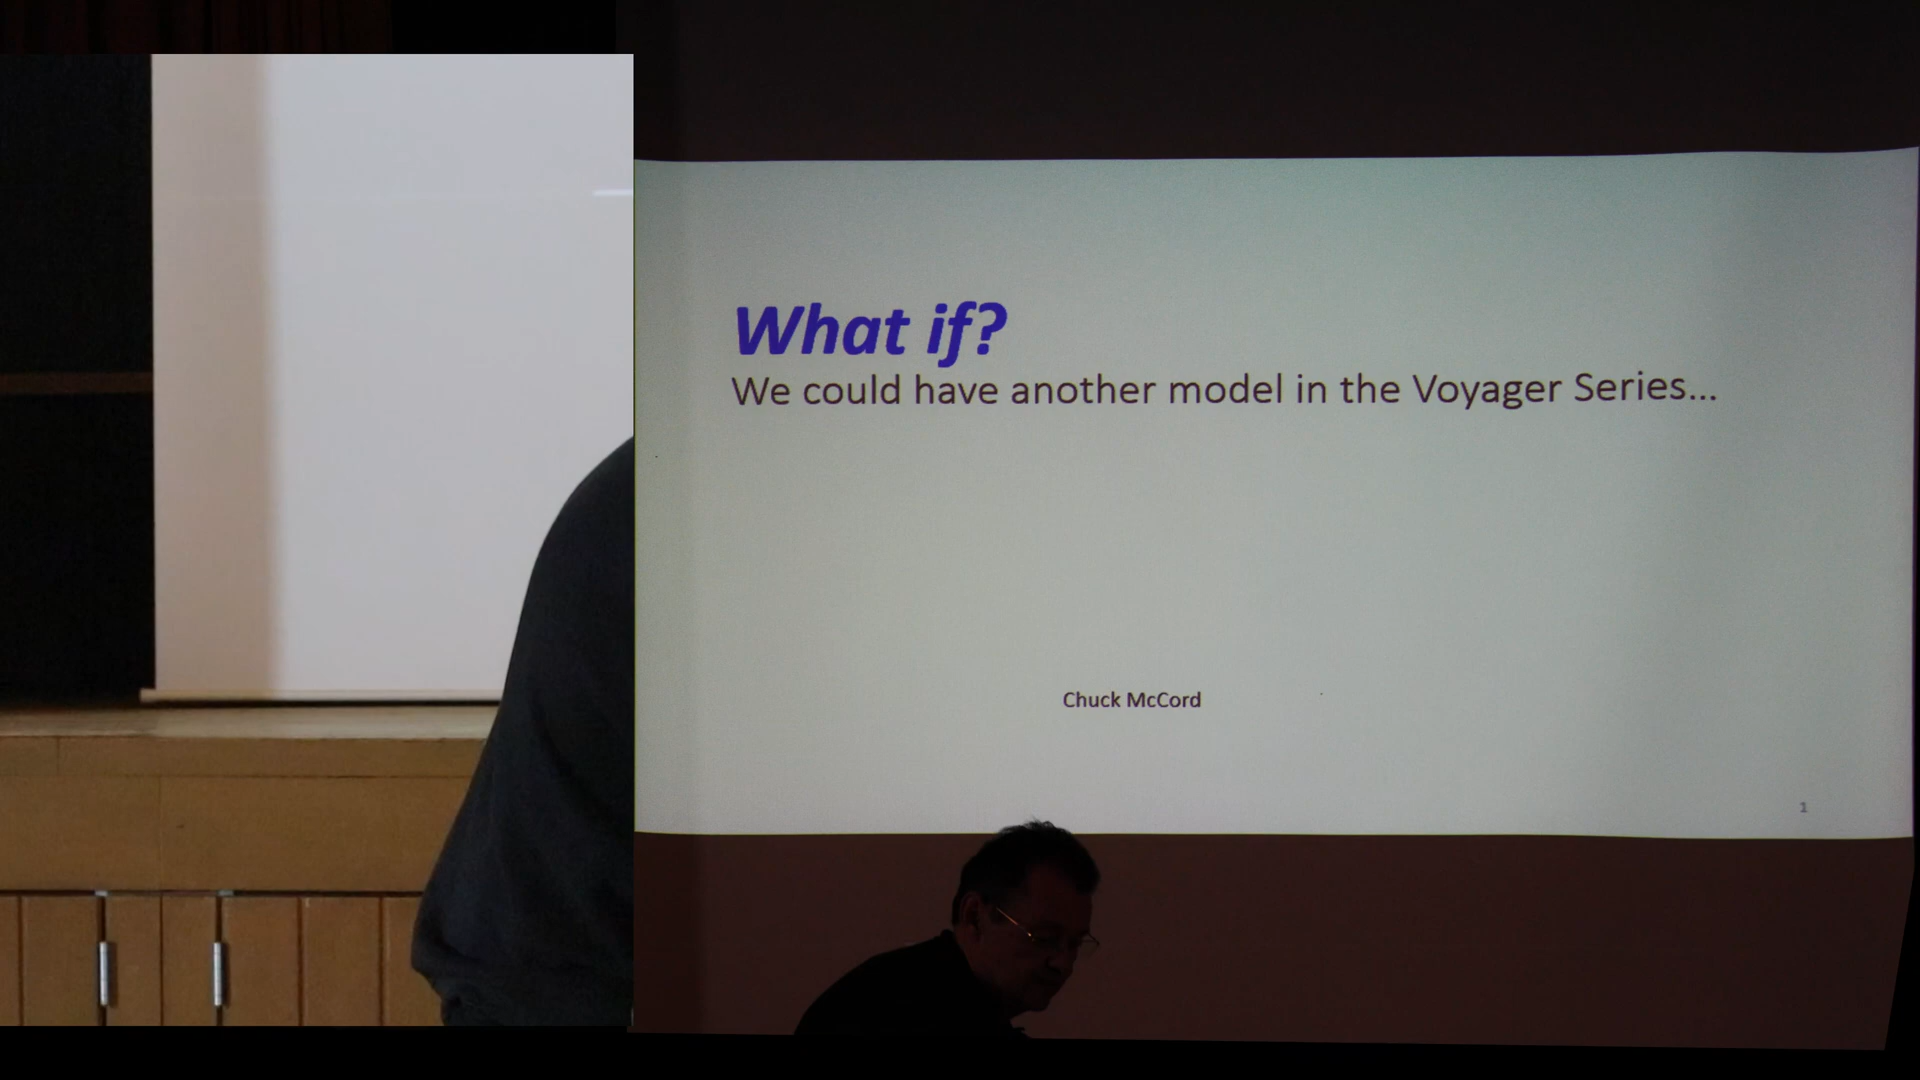 What if?
We could have another model in the Voyager Series...
Chuck McCord
1